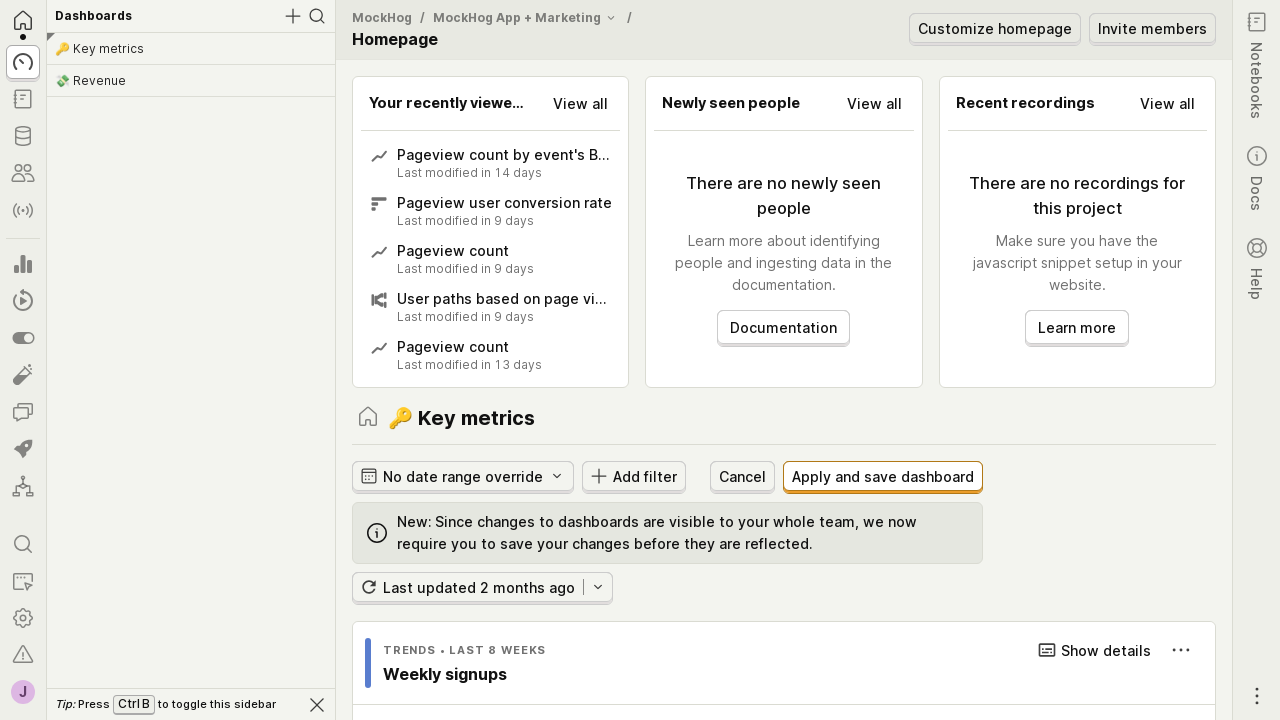 Dashboards
🔑 Key metrics
💸 Revenue
Tip: Press Ctrl B to toggle this sidebar
J
MockHog / MockHog App + Marketing /
Homepage
Customize homepage
Invite members
Your recently viewe...
View all
Pageview count by event's B...
Last modified in 14 days
Pageview user conversion rate
Last modified in 9 days
Pageview count
Last modified in 9 days
User paths based on page vi...
Last modified in 9 days
Pageview count
Last modified in 13 days
Newly seen people
View all
There are no newly seen
people
Learn more about identifying
people and ingesting data in the
documentation.
Documentation
Recent recordings
View all
There are no recordings for
this project
Make sure you have the
javascript snippet setup in your
website.
Learn more
🔑 Key metrics
No date range override
Add filter
Cancel
Apply and save dashboard
New: Since changes to dashboards are visible to your whole team, we now
require you to save your changes before they are reflected.
Last updated 2 months ago
TRENDS • LAST 8 WEEKS
Show details
Weekly signups
Notebooks
Docs
Help